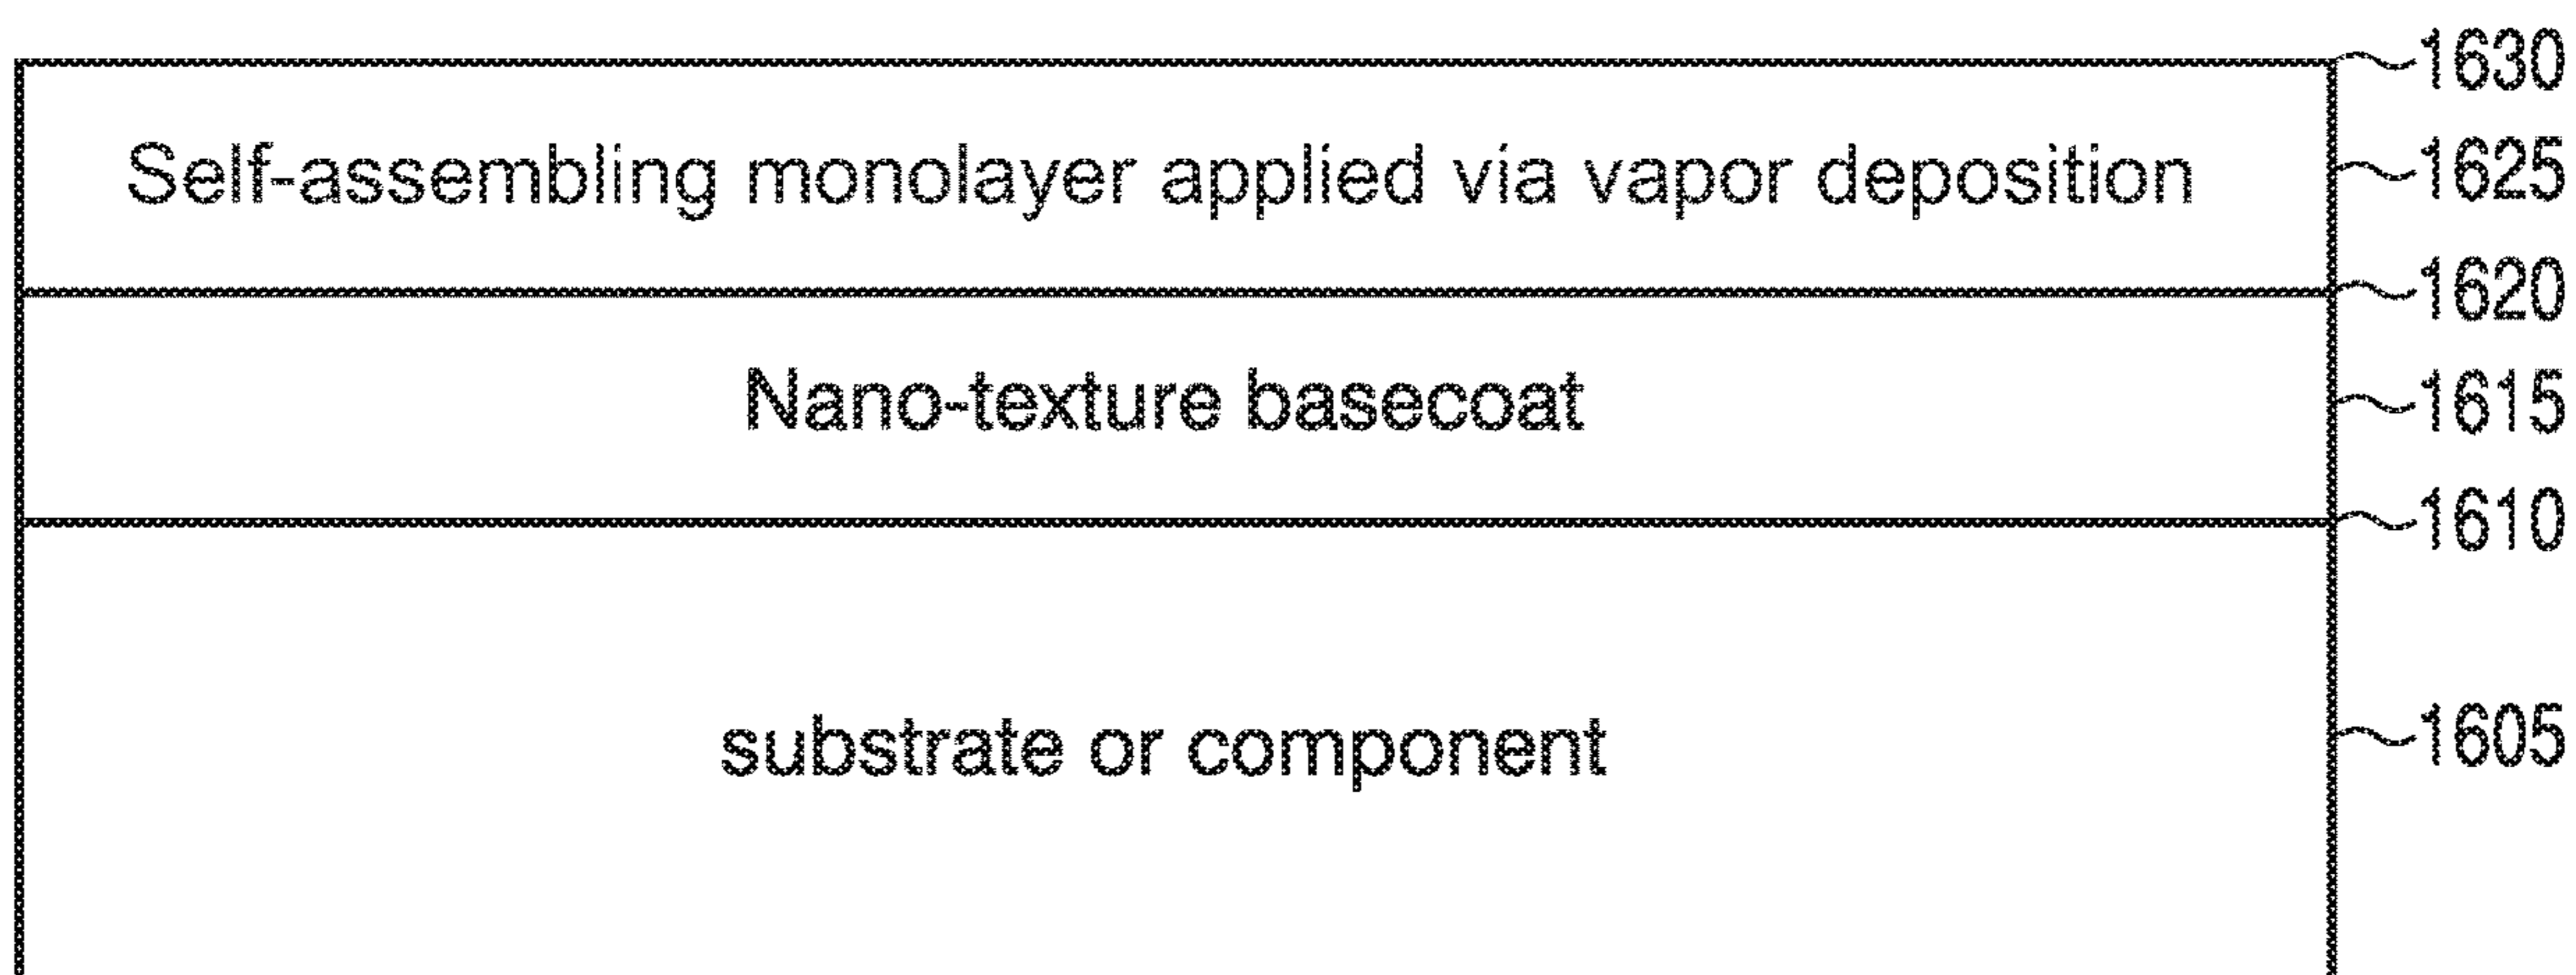 1630
Self-assembling monolayer applied via vapor deposition
1625
1620
Nano-texture basecoat
1615
1610
substrate or component
1605